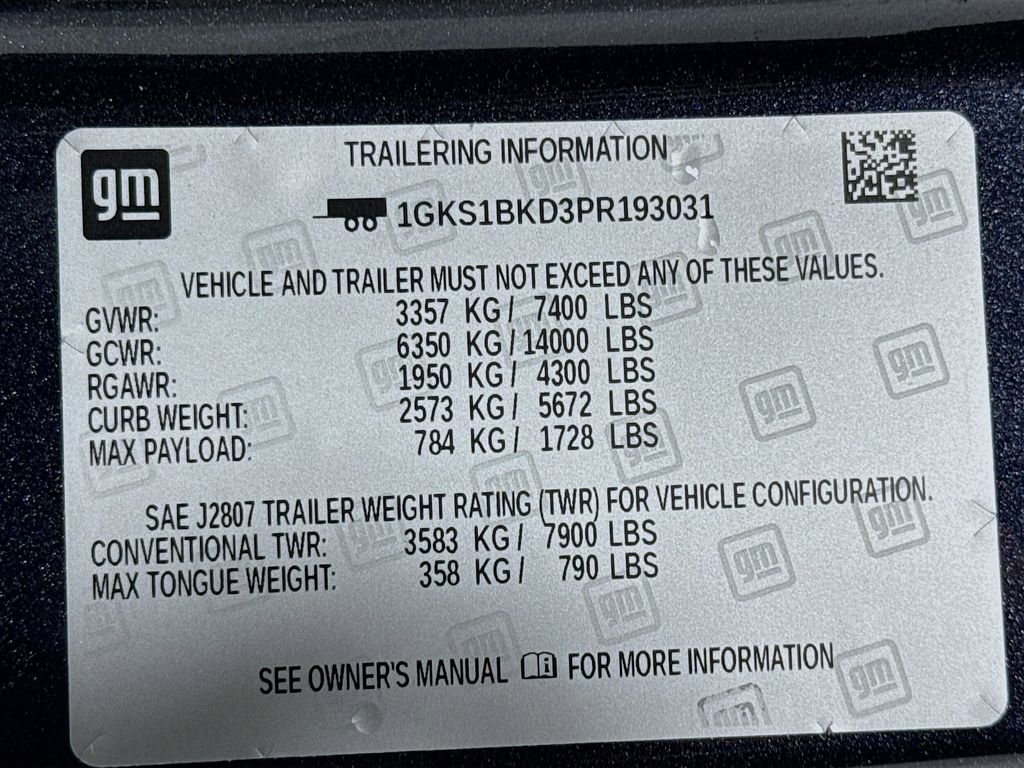 gm
TRAILERING INFORMATION
1GKS1BKD3PR193031
VEHICLE AND TRAILER MUST NOT EXCEED ANY OF THESE VALUES.
GVWR: 3357 KG / 7400 LBS
GCWR: 6350 KG / 14000 LBS
RGAWR: 1950 KG / 4300 LBS
CURB WEIGHT: 2573 KG / 5672 LBS
MAX PAYLOAD: 784 KG / 1728 LBS
SAE J2807 TRAILER WEIGHT RATING (TWR) FOR VEHICLE CONFIGURATION.
CONVENTIONAL TWR: 3583 KG / 7900 LBS
MAX TONGUE WEIGHT: 358 KG / 790 LBS
SEE OWNER'S MANUAL FOR MORE INFORMATION